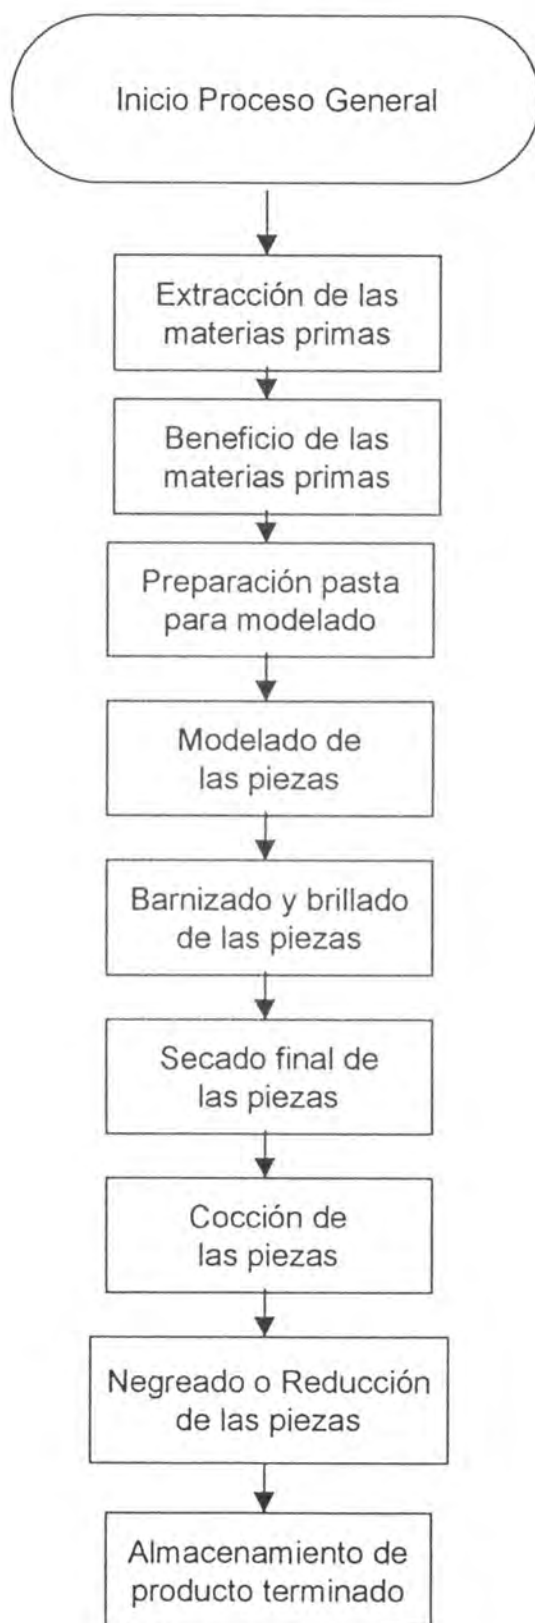 Inicio Proceso General
Extracción de las
materias primas
Beneficio de las
materias primas
Preparación pasta
para modelado
Modelado de
las piezas
Barnizado y brillado
de las piezas
Secado final de
las piezas
Cocción de
las piezas
Negreado o Reducción
de las piezas
Almacenamiento de
producto terminado